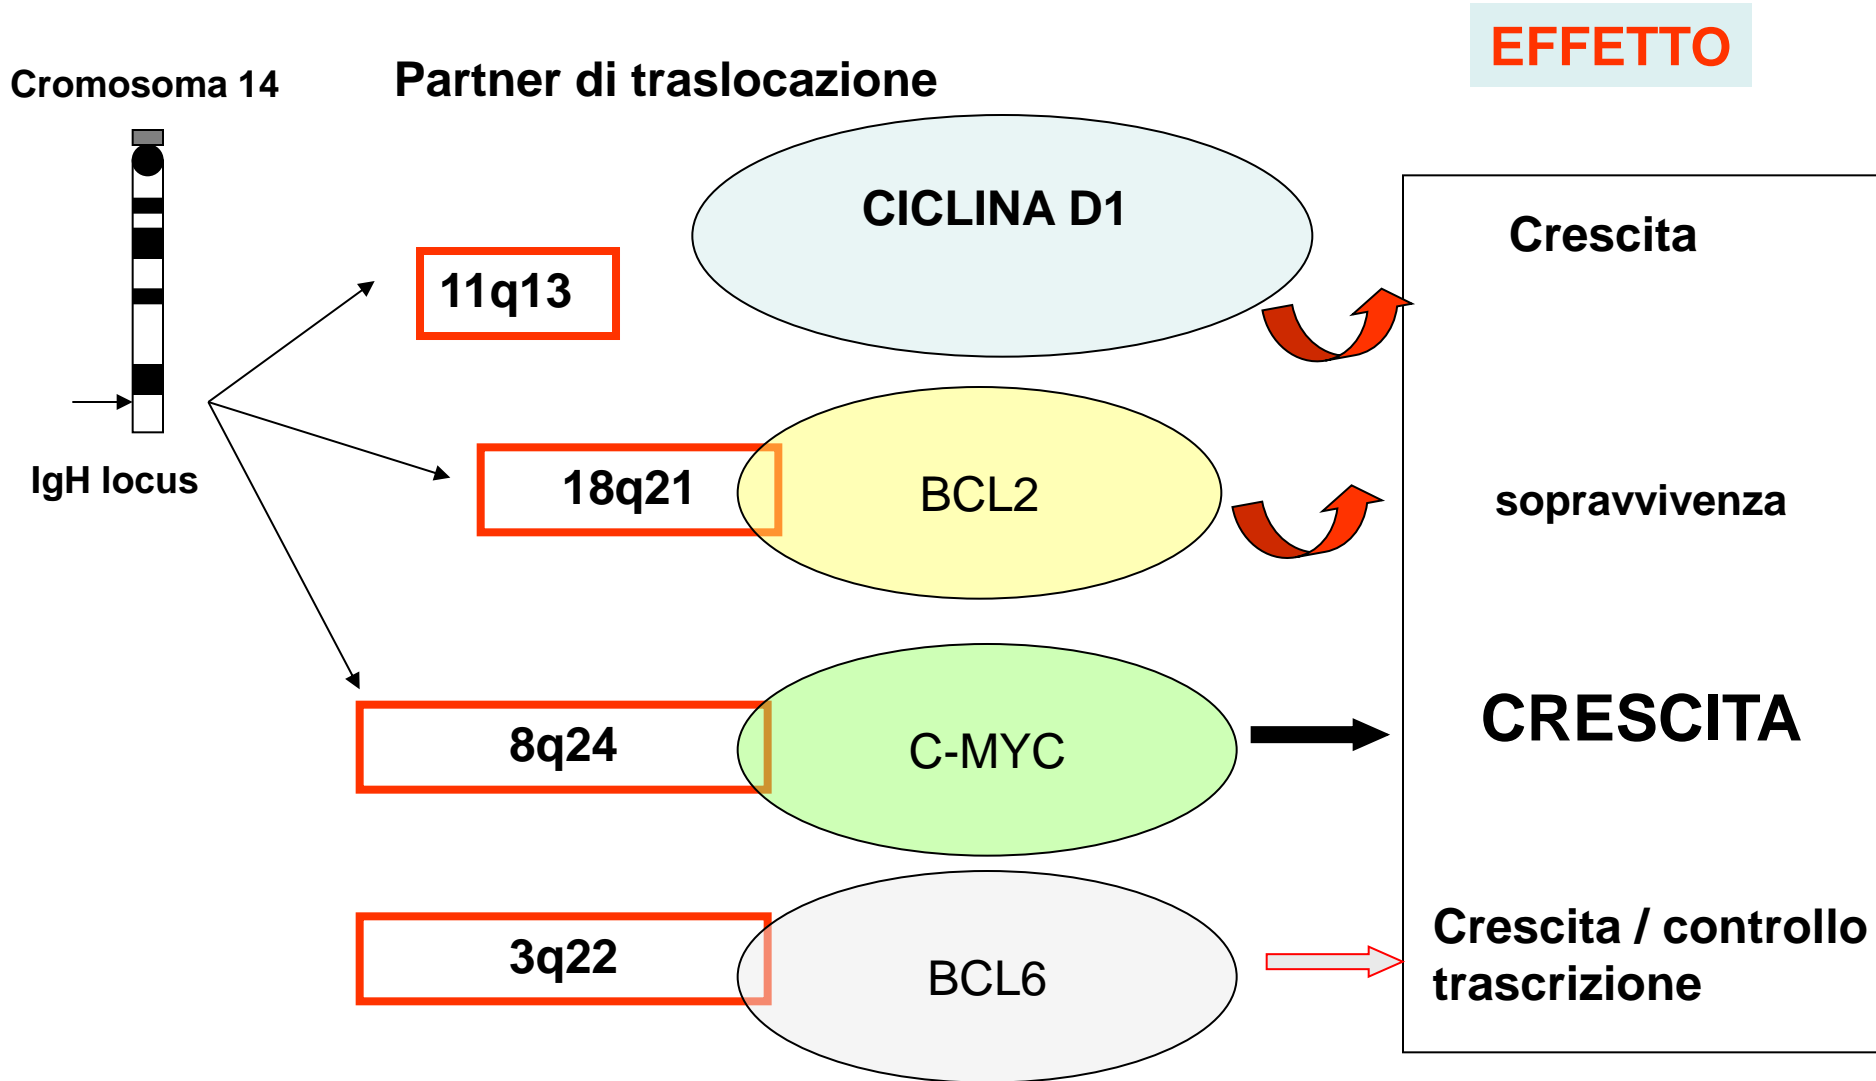 EFFETTO
Cromosoma 14
Partner di traslocazione
CICLINA D1
Crescita
11q13
IgH locus
18q21
BCL2
sopravvivenza
8q24
C-MYC
CRESCITA
3q22
BCL6
Crescita / controllo
trascrizione